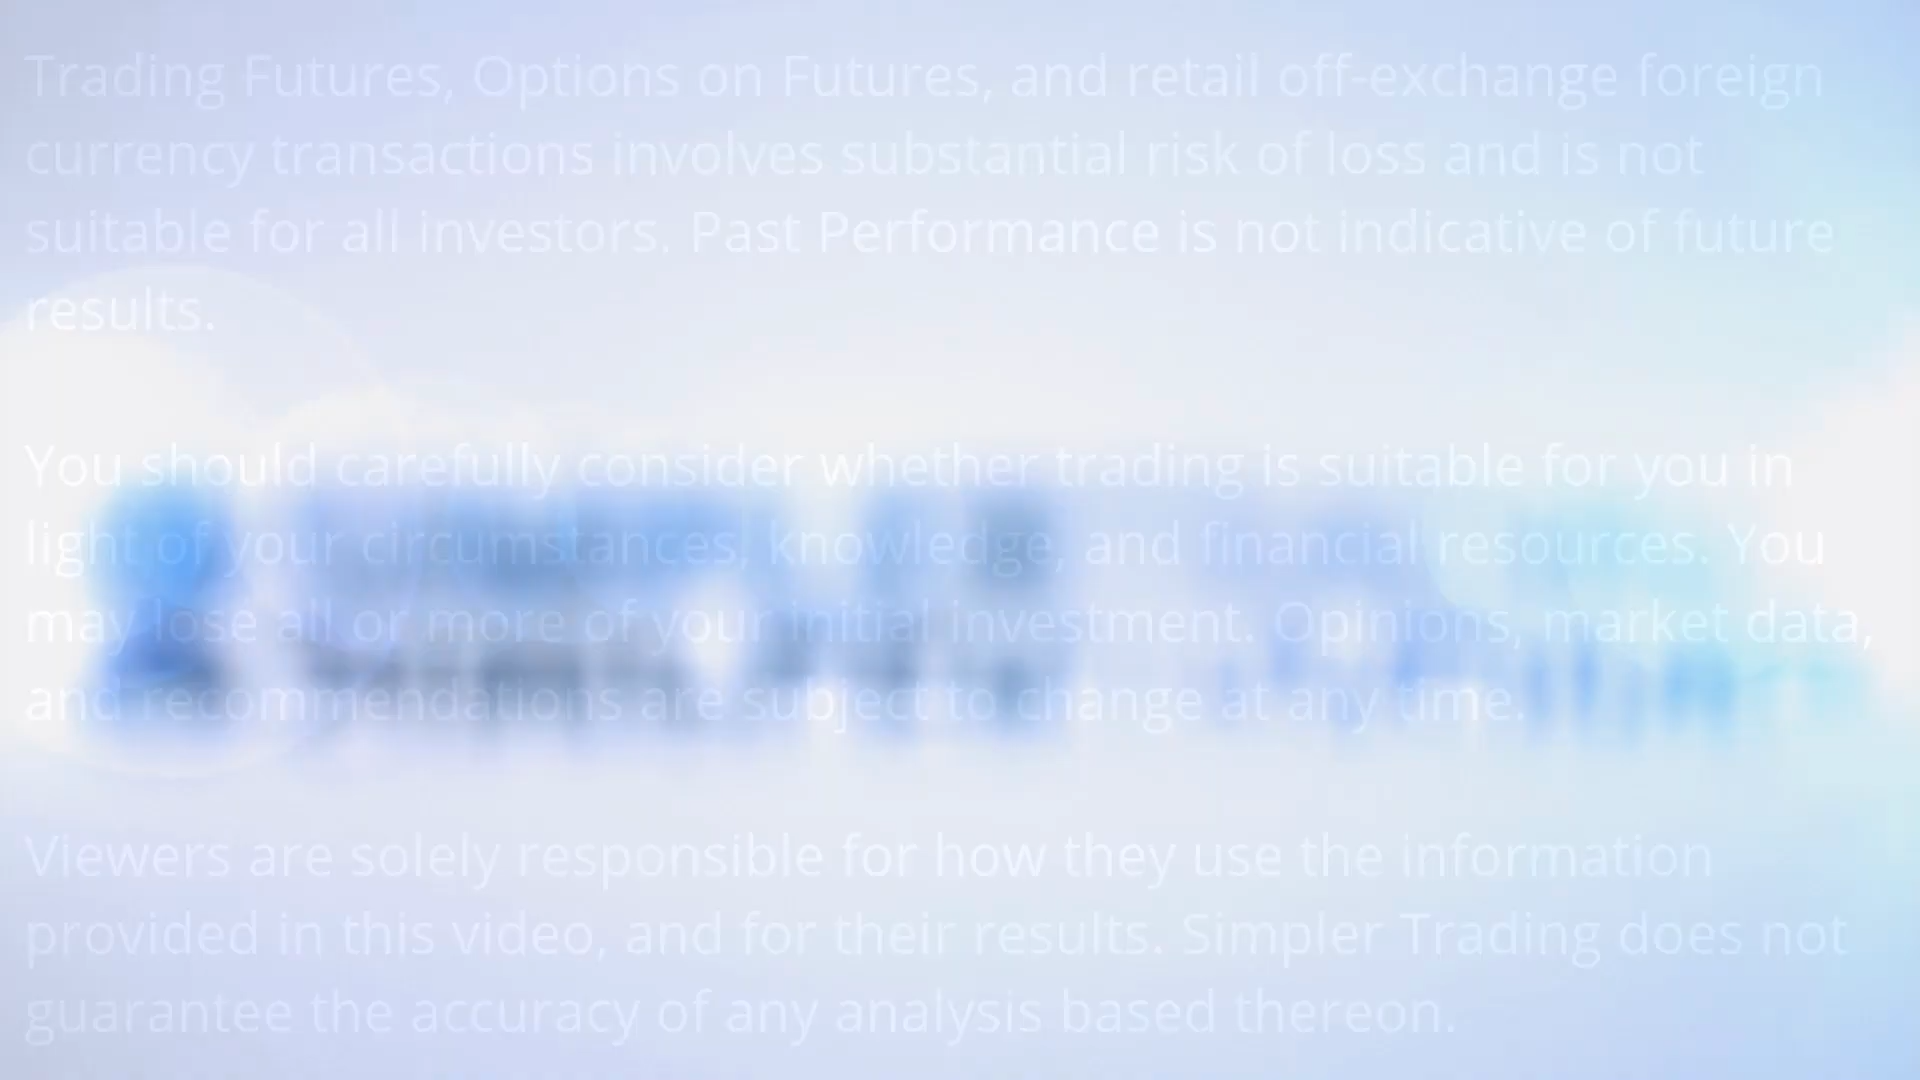 Trading Futures, Options on Futures, and retail off-exchange foreign
currency transactions involves substantial risk of loss and is not
suitable for all investors. Past Performance is not indicative of future
results.
You should carefully consider whether trading is suitable for you in
light of your circumstances, knowledge, and financial resources. You
may lose all or more of your initial investment. Opinions, market data,
and recommendations are subject to change at any time.
Viewers are solely responsible for how they use the information
provided in this video, and for their results. Simpler Trading does not
guarantee the accuracy of any analysis based thereon.